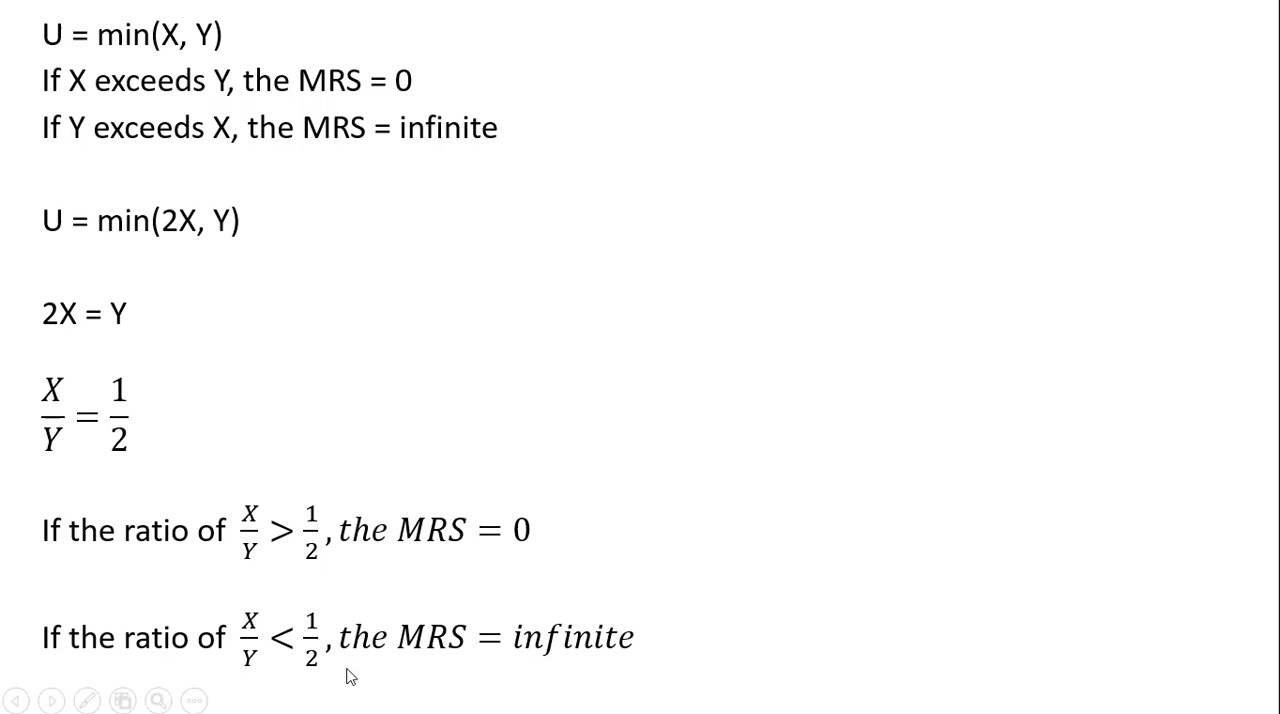 U = min(X, Y)
If X exceeds Y, the MRS = 0
If Y exceeds X, the MRS = infinite
U = min(2X, Y)
2X = Y
X/Y = 1/2
If the ratio of X/Y > 1/2, the MRS = 0
If the ratio of X/Y < 1/2, the MRS = infinite